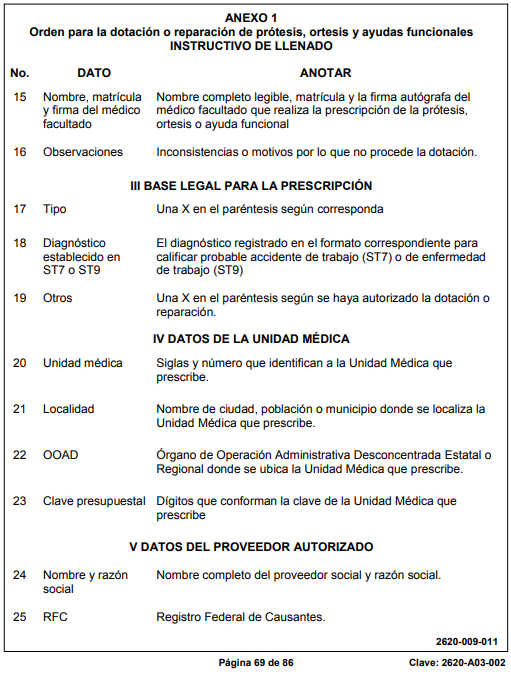 ANEXO 1
Orden para la dotación o reparación de prótesis, ortesis y ayudas funcionales
INSTRUCTIVO DE LLENADO
No. DATO ANOTAR
15 Nombre, matrícula y firma del médico facultado Nombre completo legible, matrícula y la firma autógrafa del médico facultado que realiza la prescripción de la prótesis, ortesis o ayuda funcional
16 Observaciones Inconsistencias o motivos por lo que no procede la dotación.
III BASE LEGAL PARA LA PRESCRIPCIÓN
17 Tipo Una X en el paréntesis según corresponda
18 Diagnóstico establecido en ST7 o ST9 El diagnóstico registrado en el formato correspondiente para calificar probable accidente de trabajo (ST7) o de enfermedad de trabajo (ST9)
19 Otros Una X en el paréntesis según se haya autorizado la dotación o reparación.
IV DATOS DE LA UNIDAD MÉDICA
20 Unidad médica Siglas y número que identifican a la Unidad Médica que prescribe.
21 Localidad Nombre de ciudad, población o municipio donde se localiza la Unidad Médica que prescribe.
22 OOAD Órgano de Operación Administrativa Desconcentrada Estatal o Regional donde se ubica la Unidad Médica que prescribe.
23 Clave presupuestal Dígitos que conforman la clave de la Unidad Médica que prescribe
V DATOS DEL PROVEEDOR AUTORIZADO
24 Nombre y razón social Nombre completo del proveedor social y razón social.
25 RFC Registro Federal de Causantes.
2620-009-011
Página 69 de 86 Clave: 2620-A03-002